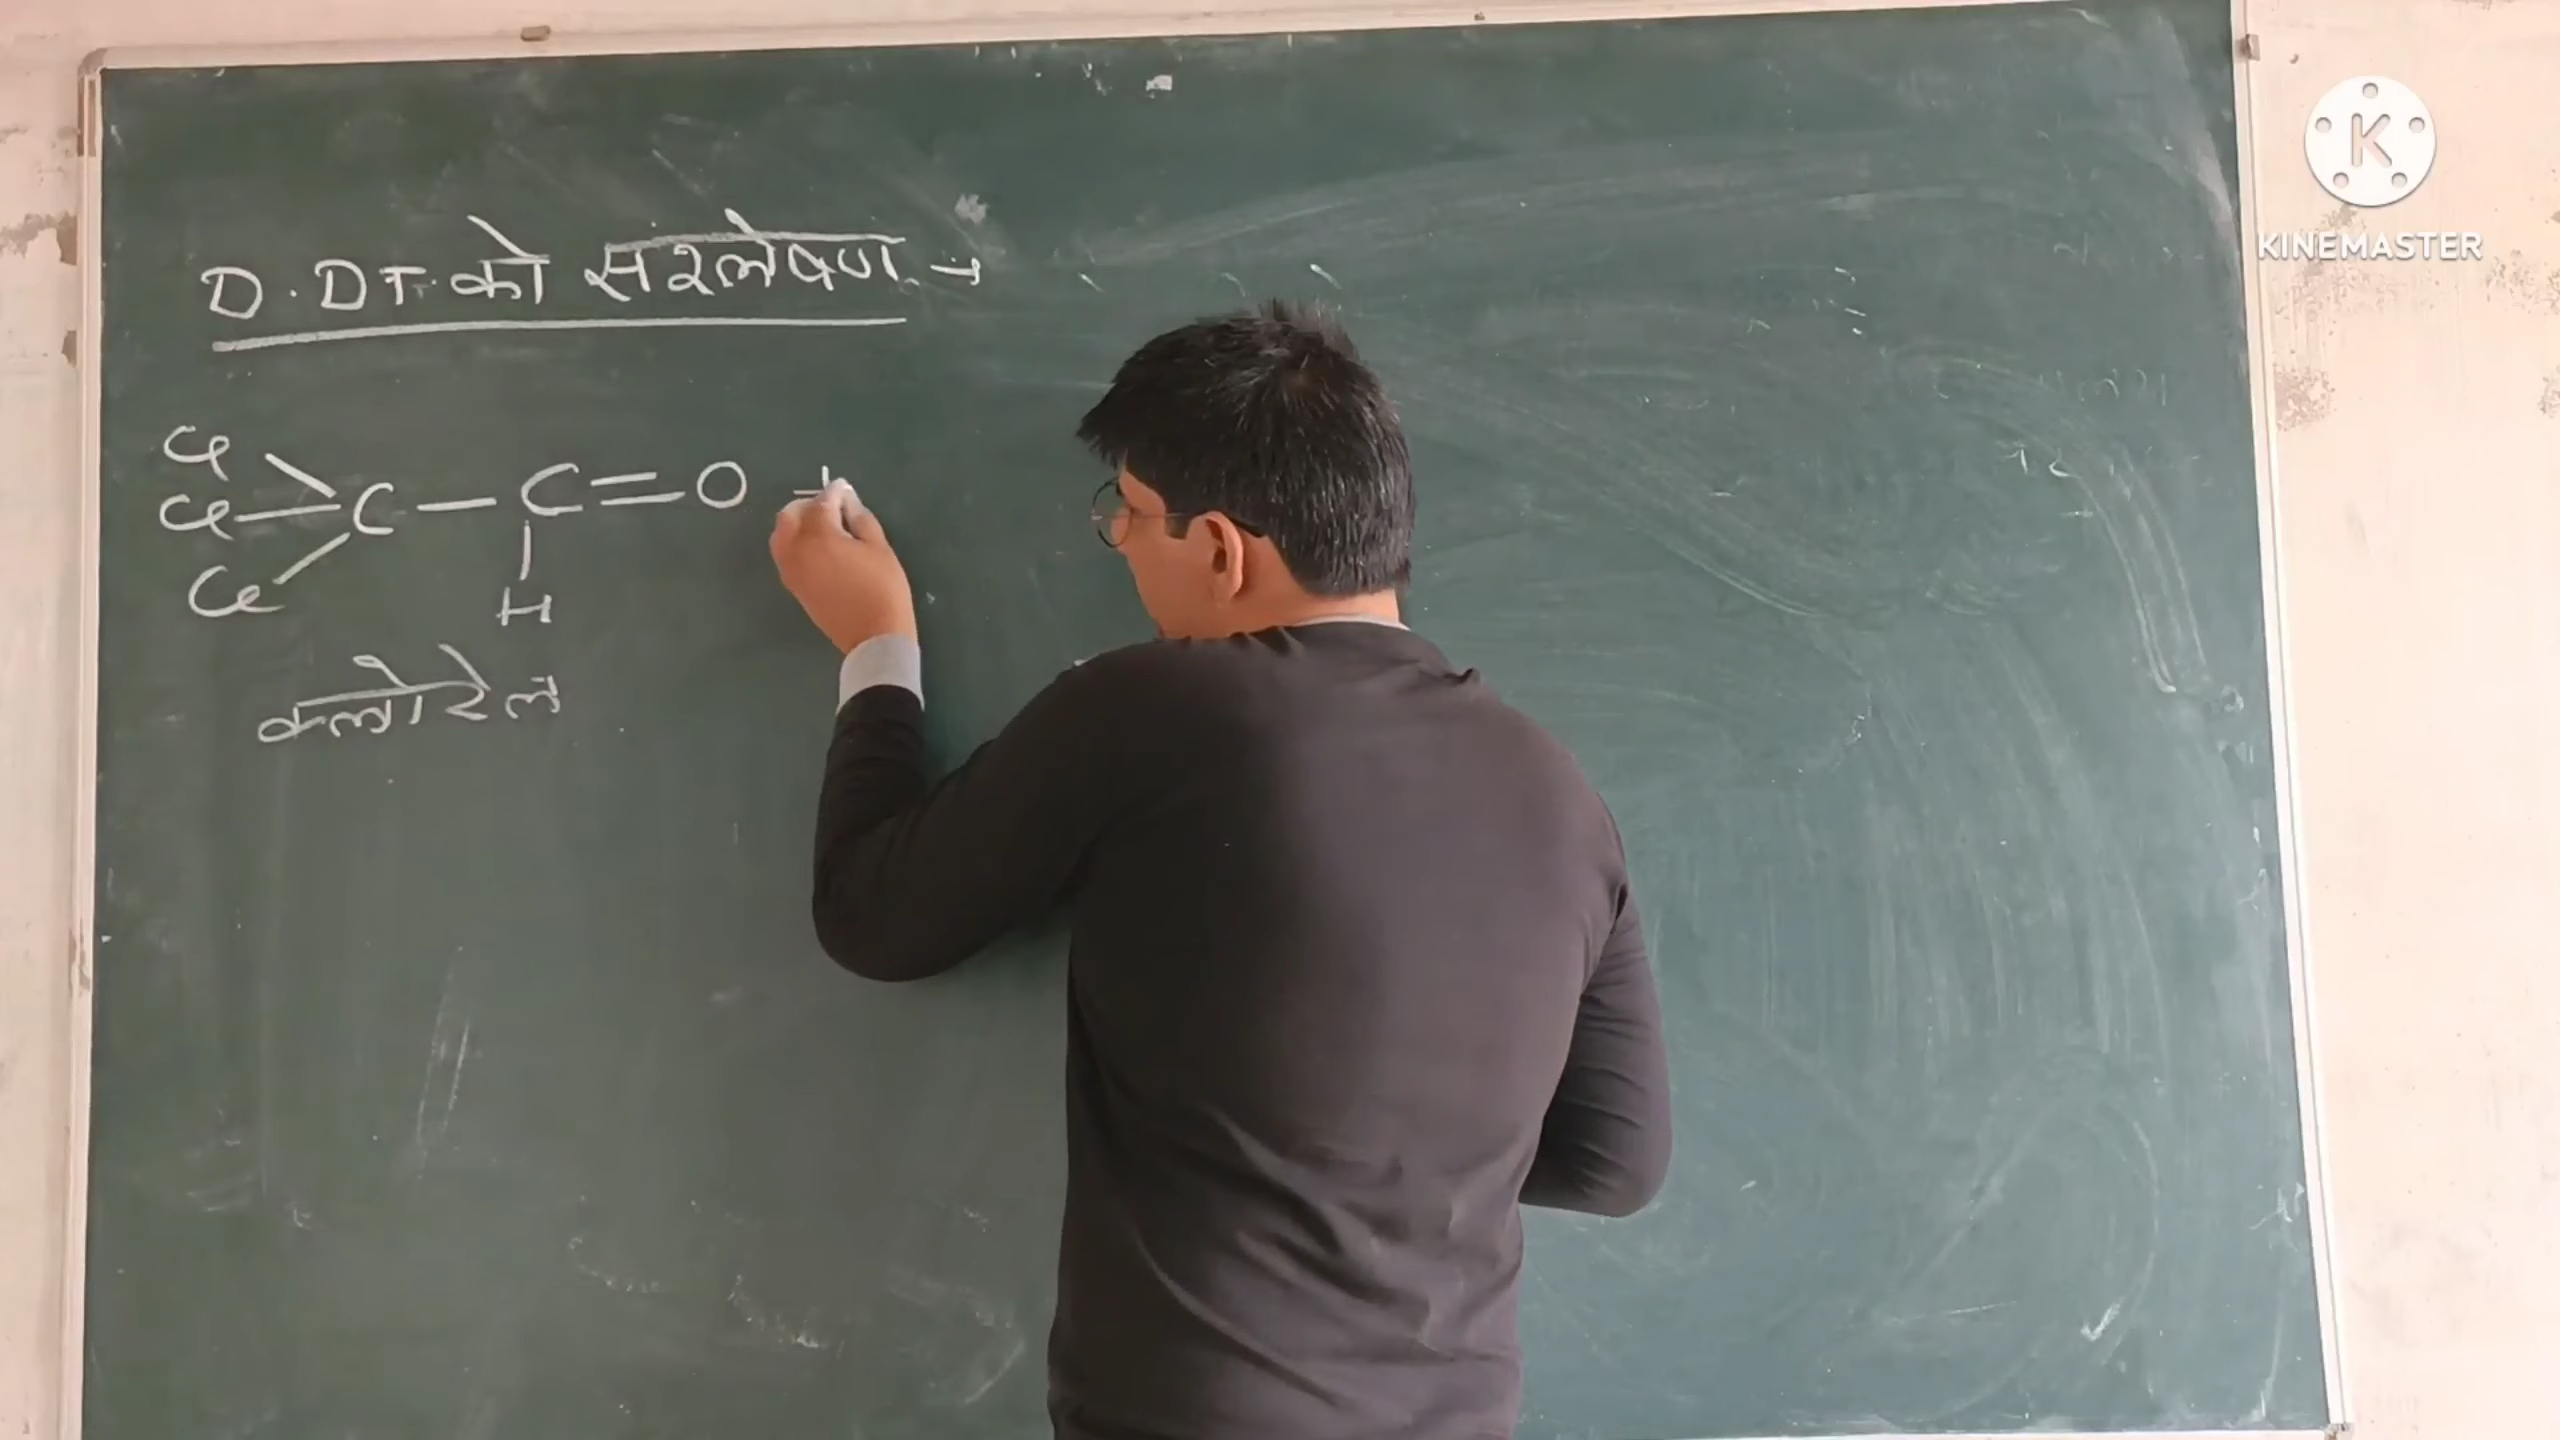 D.DT.को संश्लेषण →
Cl
Cl C — C = O +
Cl
H
क्लोरेल
K
KINEMASTER